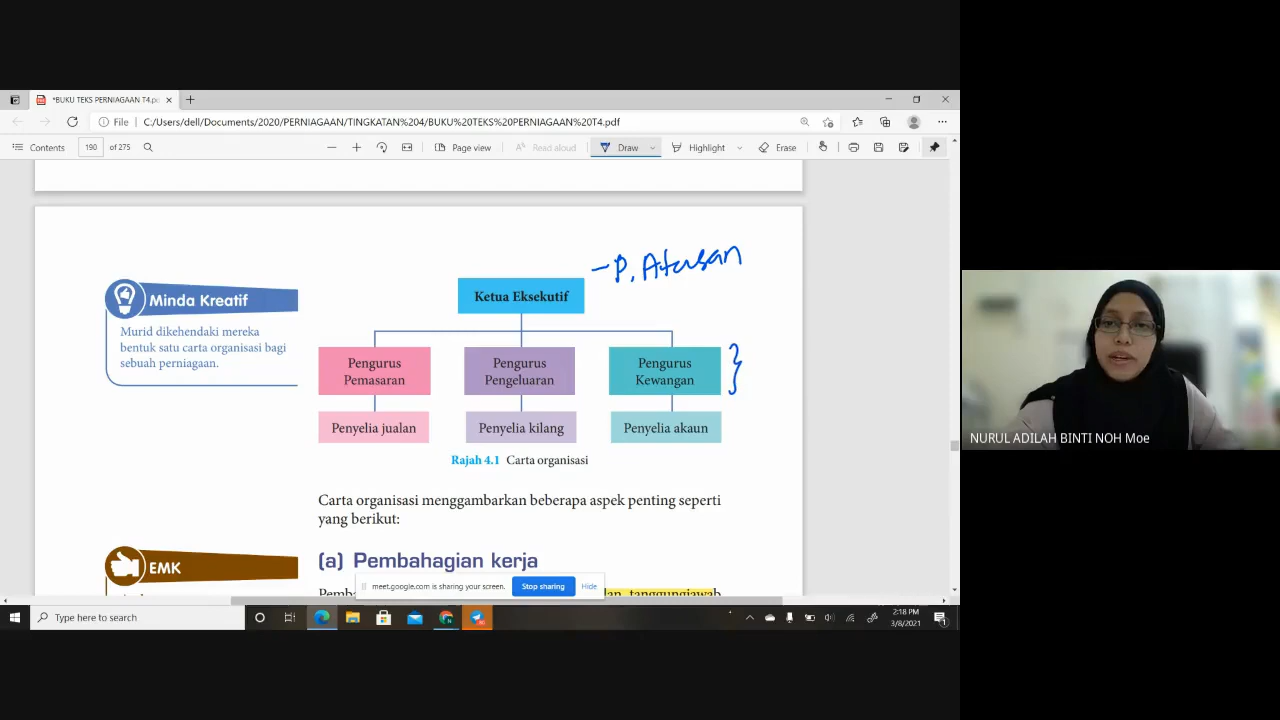 *BUKU TEKS PERNIAGAAN T4.pd
File
C:/Users/dell/Documents/2020/PERNIAGAAN/TINGKATAN%204/BUKU%20TEKS%20PERNIAGAAN%20T4.pdf
Contents 190 of 275 Page view Read aloud Draw Highlight Erase
-P. Atasan
Ketua Eksekutif
Minda Kreatif
Murid dikehendaki mereka
bentuk satu carta organisasi bagi
sebuah perniagaan.
Pengurus
Pemasaran
Pengurus
Pengeluaran
Pengurus
Kewangan
Penyelia jualan
Penyelia kilang
Penyelia akaun
Rajah 4.1 Carta organisasi
Carta organisasi menggambarkan beberapa aspek penting seperti
yang berikut:
(a) Pembahagian kerja
EMK
meet.google.com is sharing your screen. Stop sharing Hide
tanggungjawab
Type here to search
2:18 PM
3/8/2021
NURUL ADILAH BINTI NOH Moe